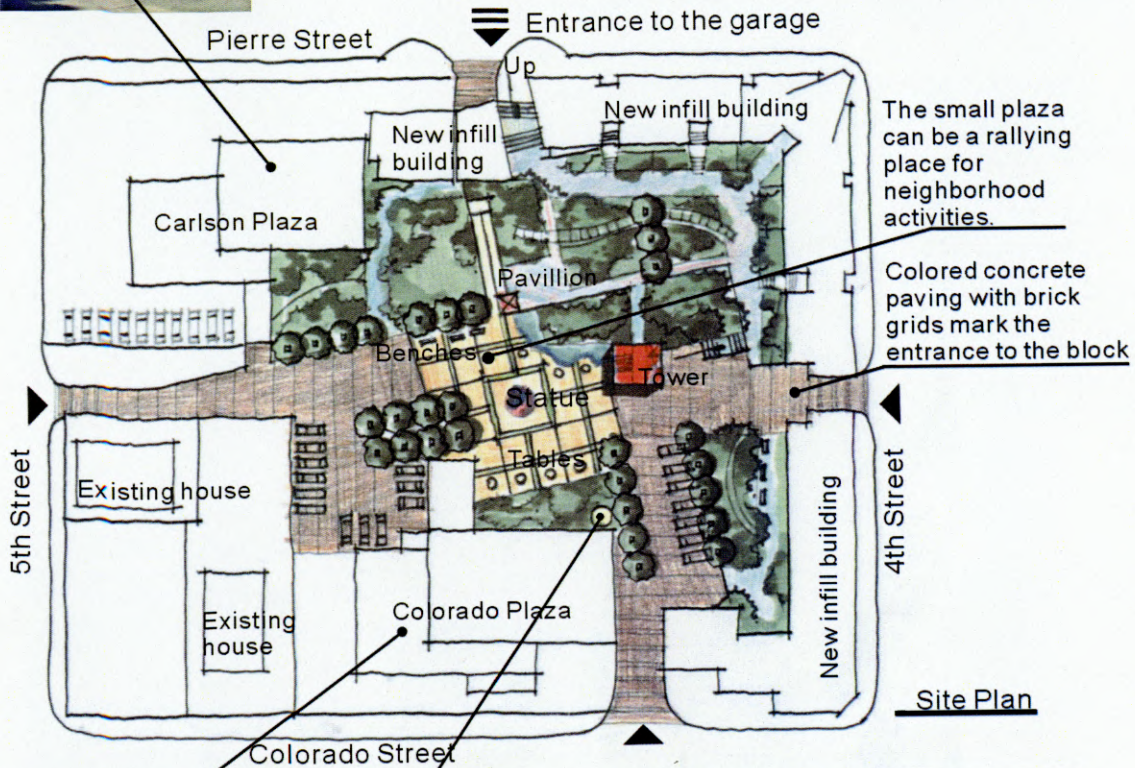 Entrance to the garage
Pierre Street
Up
New infill building
New infill
building
The small plaza
can be a rallying
place for
neighborhood
activities.
Carlson Plaza
Pavillion
Colored concrete
paving with brick
grids mark the
entrance to the block
Benches
Tower
Statue
Tables
5th Street
Existing house
4th Street
New infill building
Existing
house
Colorado Plaza
Site Plan
Colorado Street